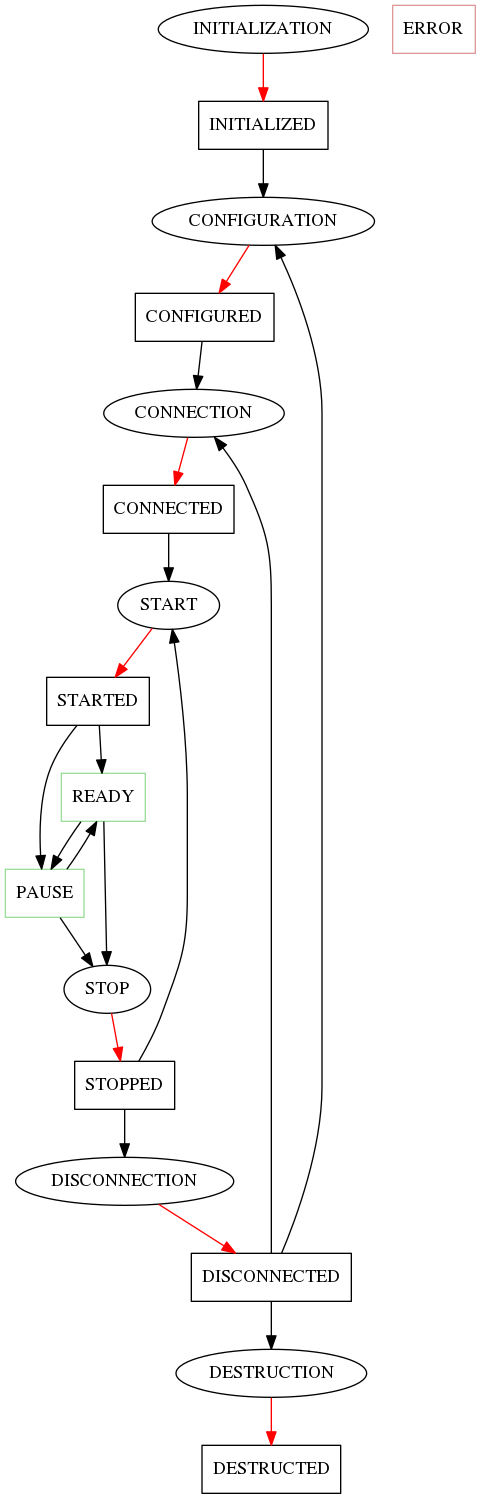 INITIALIZATION
ERROR
INITIALIZED
CONFIGURATION
CONFIGURED
CONNECTION
CONNECTED
START
STARTED
READY
PAUSE
STOP
STOPPED
DISCONNECTION
DISCONNECTED
DESTRUCTION
DESTRUCTED